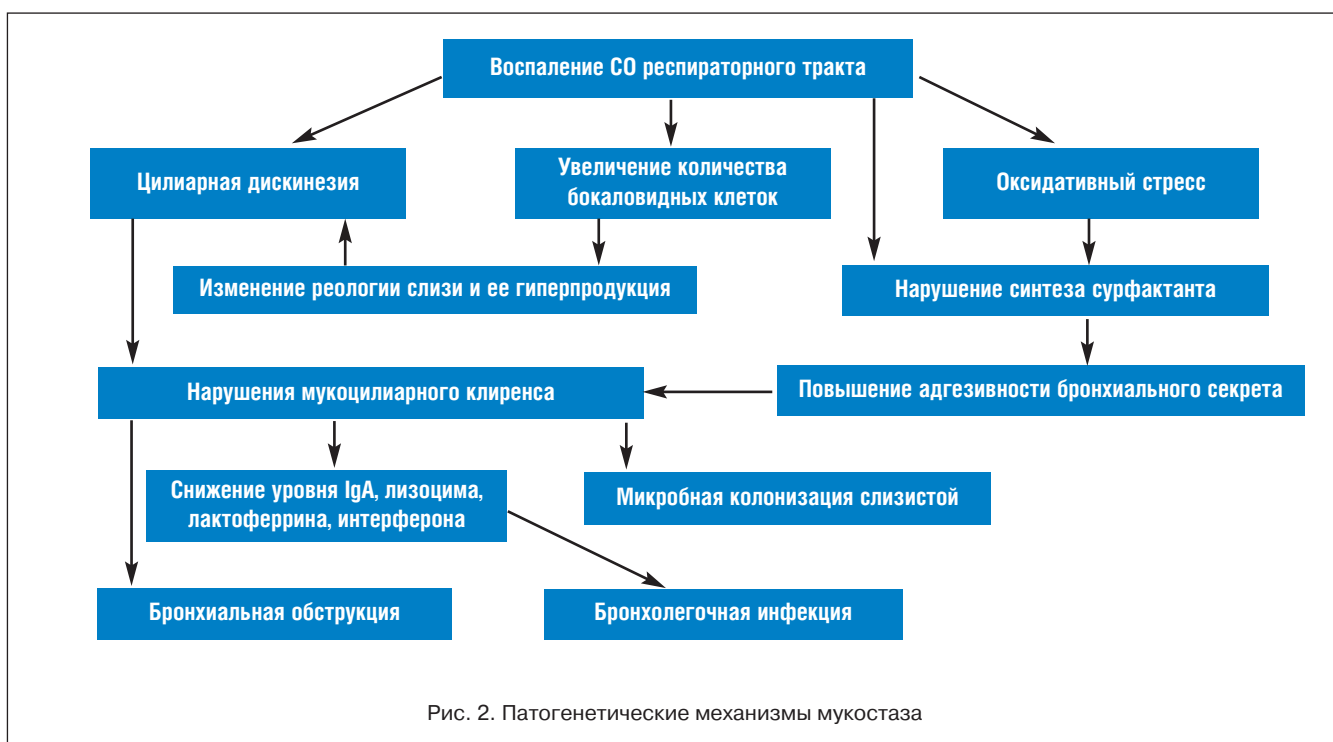 Воспаление СО респираторного тракта
Цилиарная дискинезия
Увеличение количества
бокаловидных клеток
Оксидативный стресс
Изменение реологии слизи и ее гиперпродукция
Нарушение синтеза сурфактанта
Нарушения мукоцилиарного клиренса
Повышение адгезивности бронхиального секрета
Снижение уровня IgA, лизоцима,
лактоферрина, интерферона
Микробная колонизация слизистой
Бронхиальная обструкция
Бронхолегочная инфекция
Рис. 2. Патогенетические механизмы мукостаза